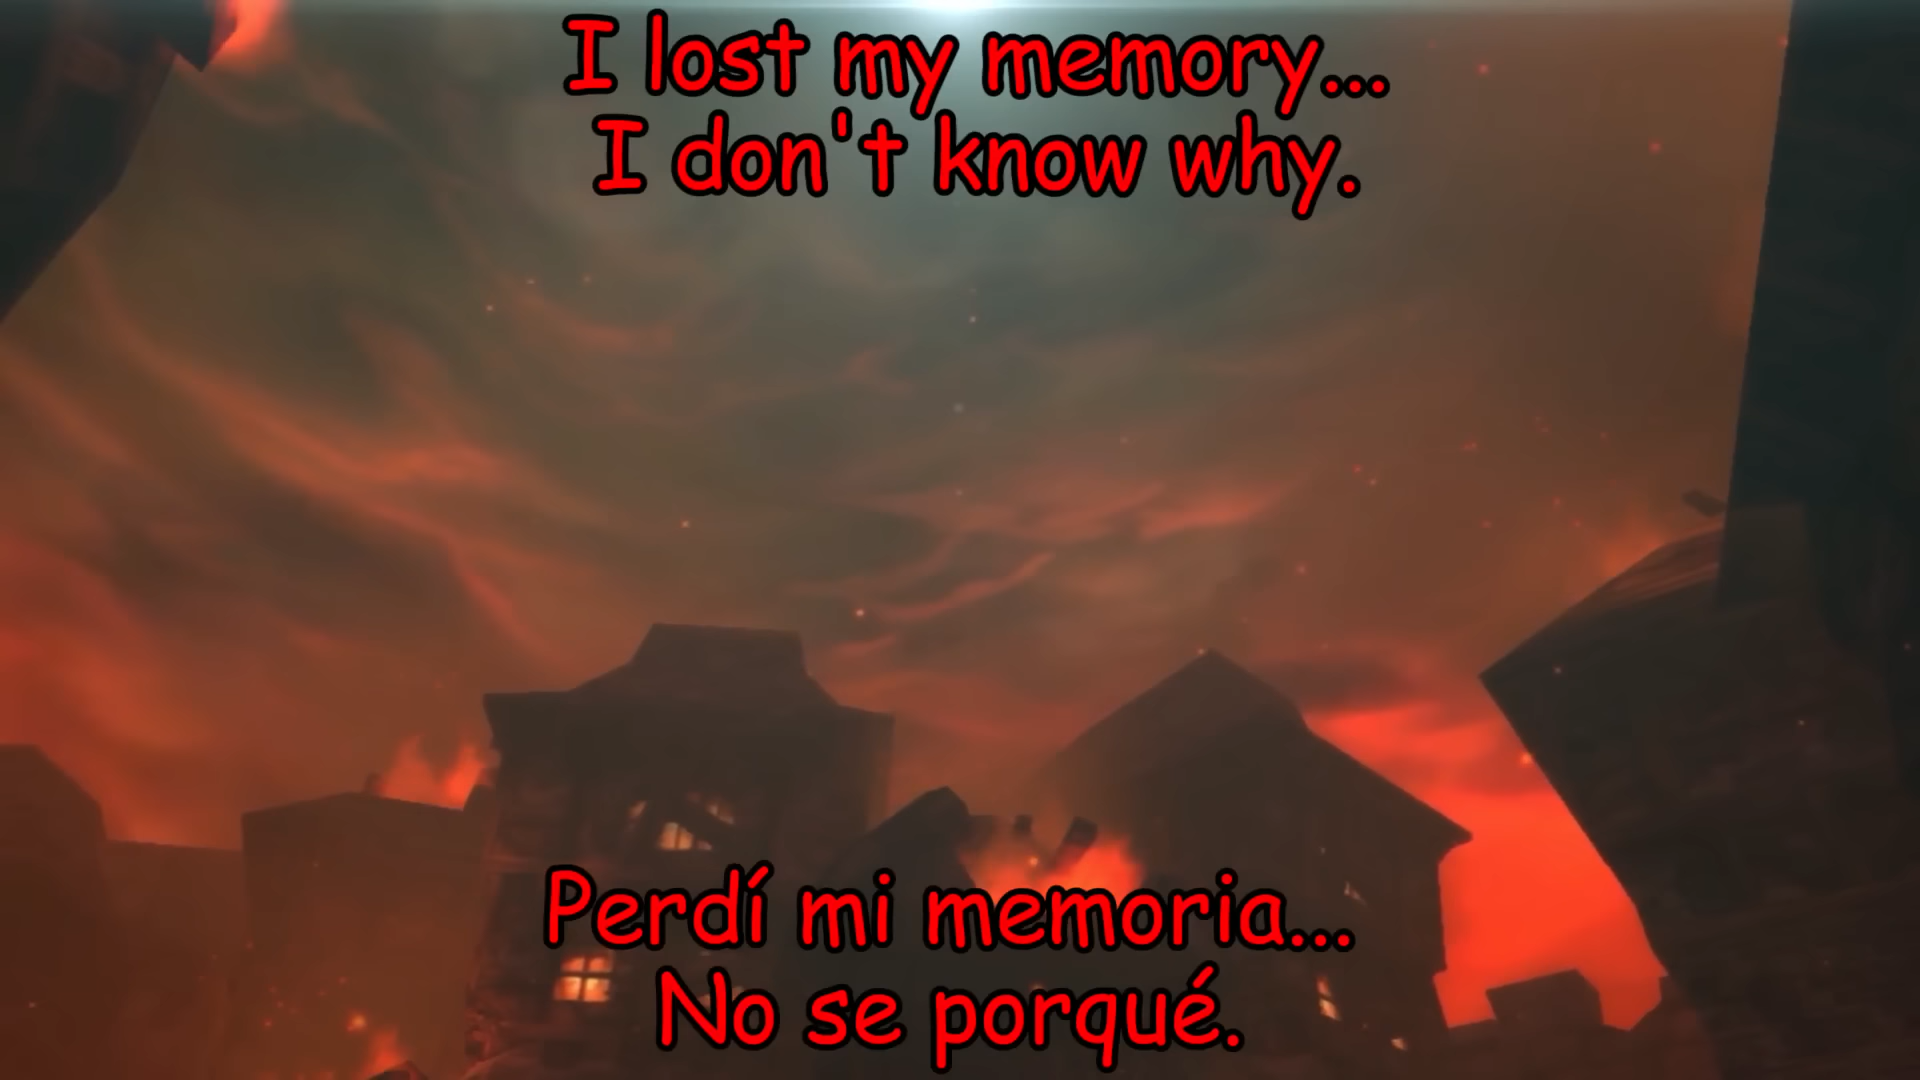 I lost my memory...
I don't know why.
Perdí mi memoria...
No se porqué.